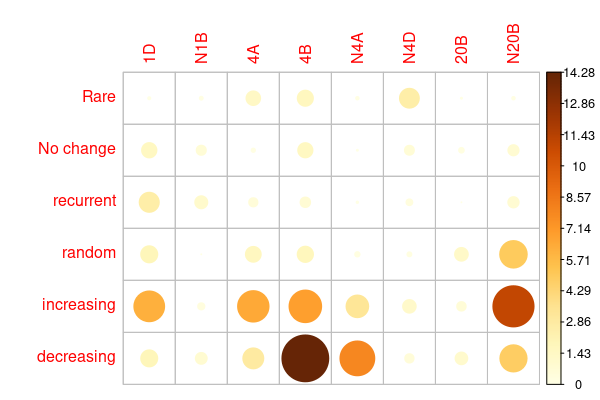 1D N1B 4A 4B N4A N4D 20B N20B
Rare
No change
recurrent
random
increasing
decreasing
14.28
12.86
11.43
10
8.57
7.14
5.71
4.29
2.86
1.43
0